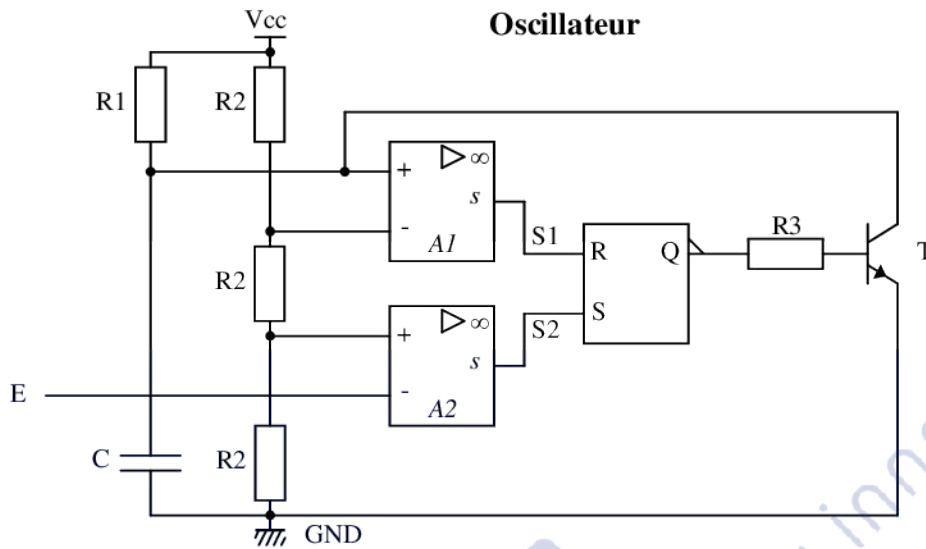 Oscillateur
Vcc
R1
R2
+
∞
s
-
A1
S1
R2
R
Q
R3
T
S
S2
+
∞
s
E
-
A2
C
R2
GND